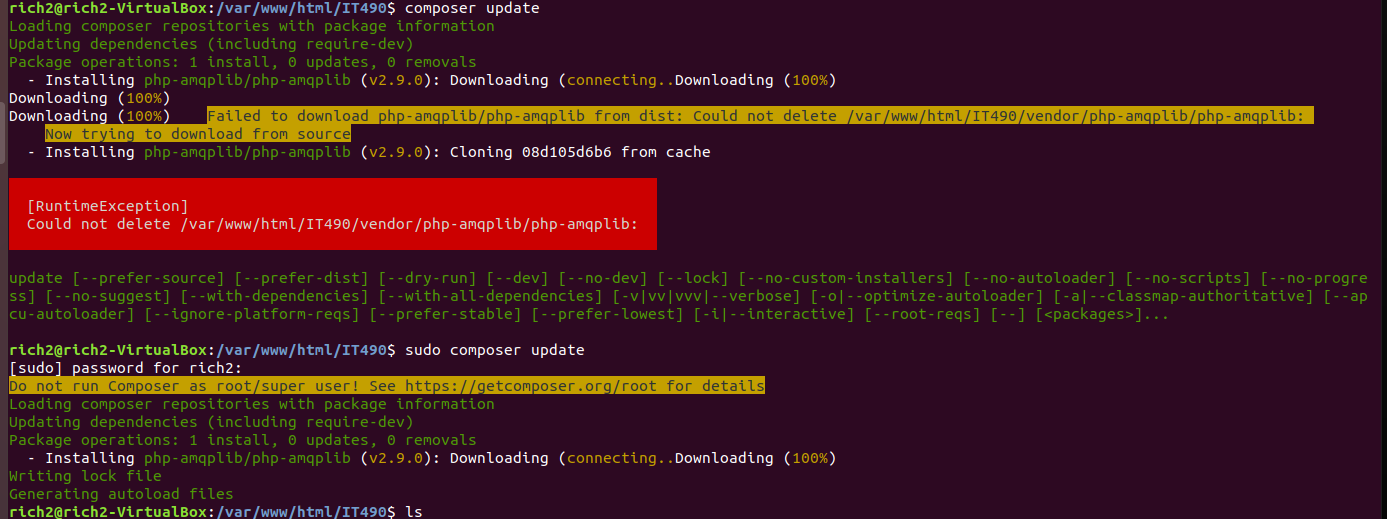 rich2@rich2-VirtualBox:/var/www/html/IT490$ composer update
Loading composer repositories with package information
Updating dependencies (including require-dev)
Package operations: 1 install, 0 updates, 0 removals
  - Installing php-amqplib/php-amqplib (v2.9.0): Downloading (connecting..Downloading (100%)
Downloading (100%)
Downloading (100%)    Failed to download php-amqplib/php-amqplib from dist: Could not delete /var/www/html/IT490/vendor/php-amqplib/php-amqplib:
    Now trying to download from source
  - Installing php-amqplib/php-amqplib (v2.9.0): Cloning 08d105d6b6 from cache
[RuntimeException]
Could not delete /var/www/html/IT490/vendor/php-amqplib/php-amqplib:
update [--prefer-source] [--prefer-dist] [--dry-run] [--dev] [--no-dev] [--lock] [--no-custom-installers] [--no-autoloader] [--no-scripts] [--no-progre
ss] [--no-suggest] [--with-dependencies] [--with-all-dependencies] [-v|vv|vvv|--verbose] [-o|--optimize-autoloader] [-a|--classmap-authoritative] [--ap
cu-autoloader] [--ignore-platform-reqs] [--prefer-stable] [--prefer-lowest] [-i|--interactive] [--root-reqs] [--] [<packages>]...
rich2@rich2-VirtualBox:/var/www/html/IT490$ sudo composer update
[sudo] password for rich2:
Do not run Composer as root/super user! See https://getcomposer.org/root for details
Loading composer repositories with package information
Updating dependencies (including require-dev)
Package operations: 1 install, 0 updates, 0 removals
  - Installing php-amqplib/php-amqplib (v2.9.0): Downloading (connecting..Downloading (100%)
Writing lock file
Generating autoload files
rich2@rich2-VirtualBox:/var/www/html/IT490$ ls